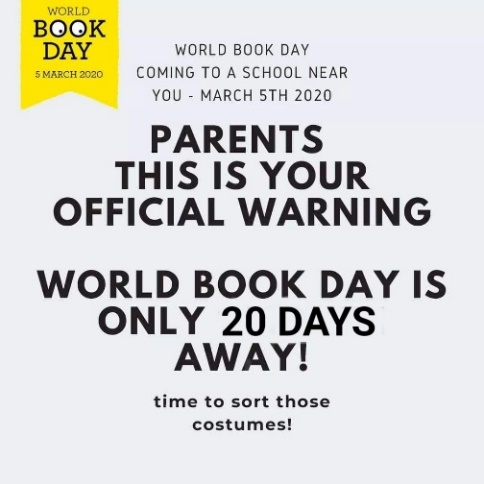 WORLD
BOOK
DAY
5 MARCH 2020
WORLD BOOK DAY
COMING TO A SCHOOL NEAR
YOU - MARCH 5TH 2020
PARENTS
THIS IS YOUR
OFFICIAL WARNING
WORLD BOOK DAY IS
ONLY 20 DAYS
AWAY!
time to sort those
costumes!